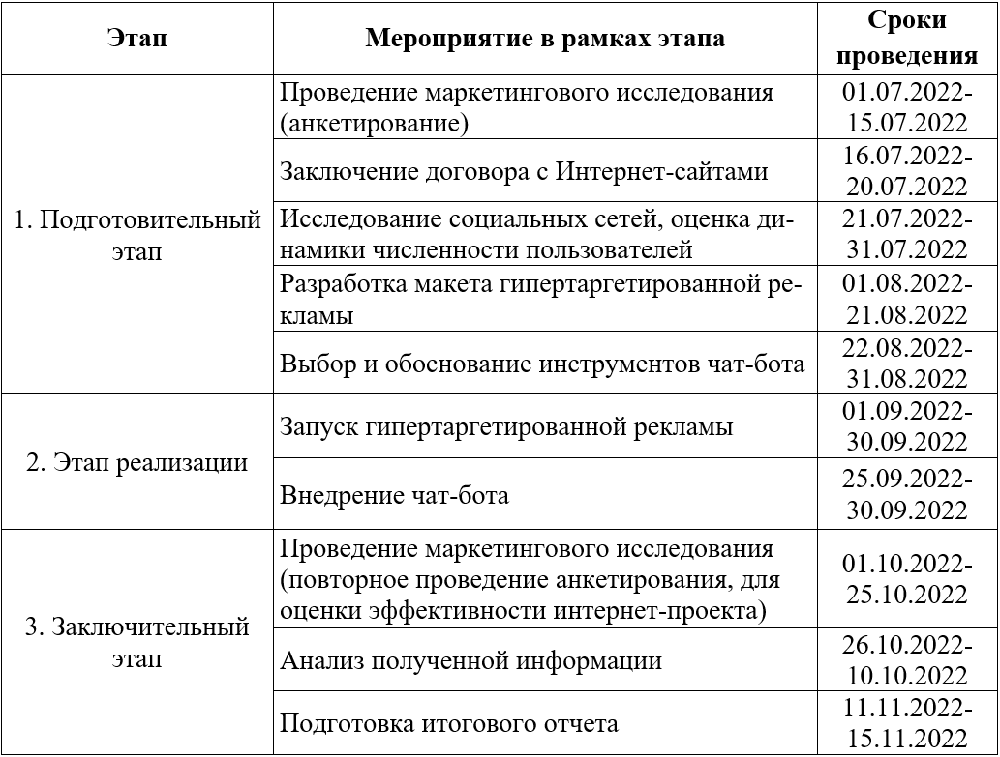 Этап
Мероприятие в рамках этапа
Сроки
проведения
1. Подготовительный
этап
Проведение маркетингового исследования
(анкетирование)
01.07.2022-
15.07.2022
Заключение договора с Интернет-сайтами
16.07.2022-
20.07.2022
Исследование социальных сетей, оценка ди-
намики численности пользователей
21.07.2022-
31.07.2022
Разработка макета гипертаргетированной ре-
кламы
01.08.2022-
21.08.2022
Выбор и обоснование инструментов чат-бота
22.08.2022-
31.08.2022
2. Этап реализации
Запуск гипертаргетированной рекламы
01.09.2022-
30.09.2022
Внедрение чат-бота
25.09.2022-
30.09.2022
3. Заключительный
этап
Проведение маркетингового исследования
(повторное проведение анкетирования, для
оценки эффективности интернет-проекта)
01.10.2022-
25.10.2022
Анализ полученной информации
26.10.2022-
10.10.2022
Подготовка итогового отчета
11.11.2022-
15.11.2022